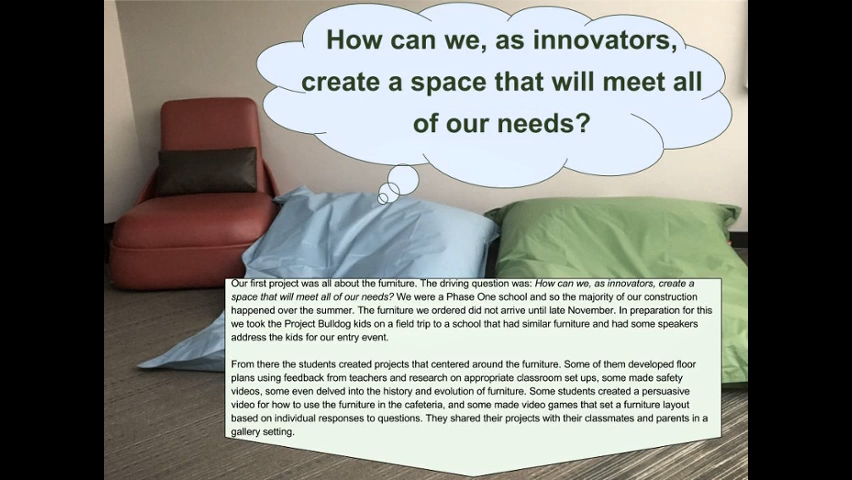 How can we, as innovators,
create a space that will meet all
of our needs?
Our first project was all about the furniture. The driving question was: How can we, as innovators, create a
space that will meet all of our needs? We were a Phase One school and so the majority of our construction
happened over the summer. The furniture we ordered did not arrive until late November. In preparation for this
we took the Project Bulldog kids on a field trip to a school that had similar furniture and had some speakers
address the kids for our entry event.
From there the students created projects that centered around the furniture. Some of them developed floor
plans using feedback from teachers and research on appropriate classroom set ups, some made safety
videos, some even delved into the history and evolution of furniture. Some students created a persuasive
video for how to use the furniture in the cafeteria, and some made video games that set a furniture layout
based on individual responses to questions. They shared their projects with their classmates and parents in a
gallery setting.